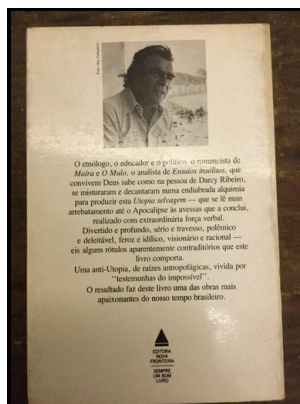 O etnólogo, o educador e o político, o romancista de
Maíra e O Mulo, o analista de Ensaios insólitos, que
convivem Deus sabe como na pessoa de Darcy Ribeiro,
se misturaram e decantaram numa endiabrada alquimia
para produzir esta Utopia selvagem — que se lê num
arrebatamento até o Apocalipse às avessas que a conclui,
realizado com extraordinária força verbal.
Divertido e profundo, sério e travesso, polêmico
e deleitável, feroz e idílico, visionário e racional —
eis alguns rótulos aparentemente contraditórios que este
livro comporta.
Uma anti-Utopia, de raízes antropofágicas, vivida por
"testemunhas do impossível".
O resultado faz deste livro uma das obras mais
apaixonantes do nosso tempo brasileiro.
EDITORA
NOVA
FRONTEIRA
SEMPRE
UM BOM
LIVRO